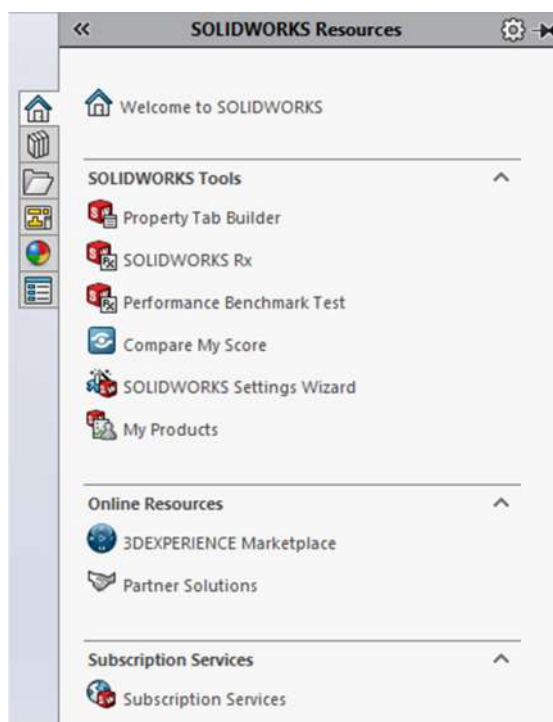 SOLIDWORKS Resources
Welcome to SOLIDWORKS
SOLIDWORKS Tools
Property Tab Builder
SOLIDWORKS Rx
Performance Benchmark Test
Compare My Score
SOLIDWORKS Settings Wizard
My Products
Online Resources
3DEXPERIENCE Marketplace
Partner Solutions
Subscription Services
Subscription Services